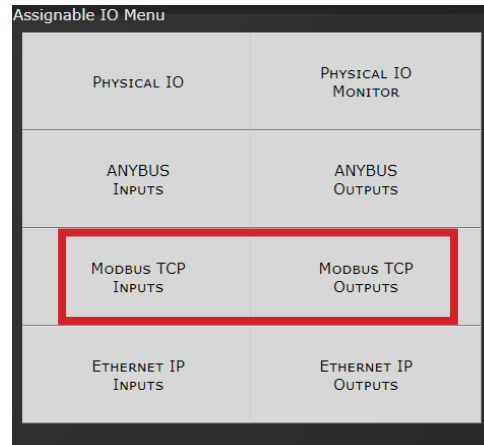 Assignable IO Menu
Physical IO
Physical IO
Monitor
ANYBUS
Inputs
ANYBUS
Outputs
Modbus TCP
Inputs
Modbus TCP
Outputs
Ethernet IP
Inputs
Ethernet IP
Outputs